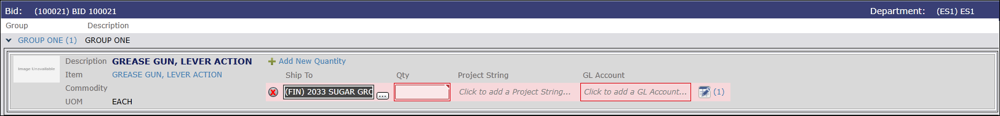 Bid: (100021) BID 100021 Department: (ES1) ES1
Group Description
GROUP ONE (1) GROUP ONE
Image Unavailable
Description GREASE GUN, LEVER ACTION Add New Quantity
Item GREASE GUN, LEVER ACTION Ship To Qty Project String GL Account
Commodity (FIN) 2033 SUGAR GRO ... Click to add a Project String... Click to add a GL Account... (1)
UOM EACH